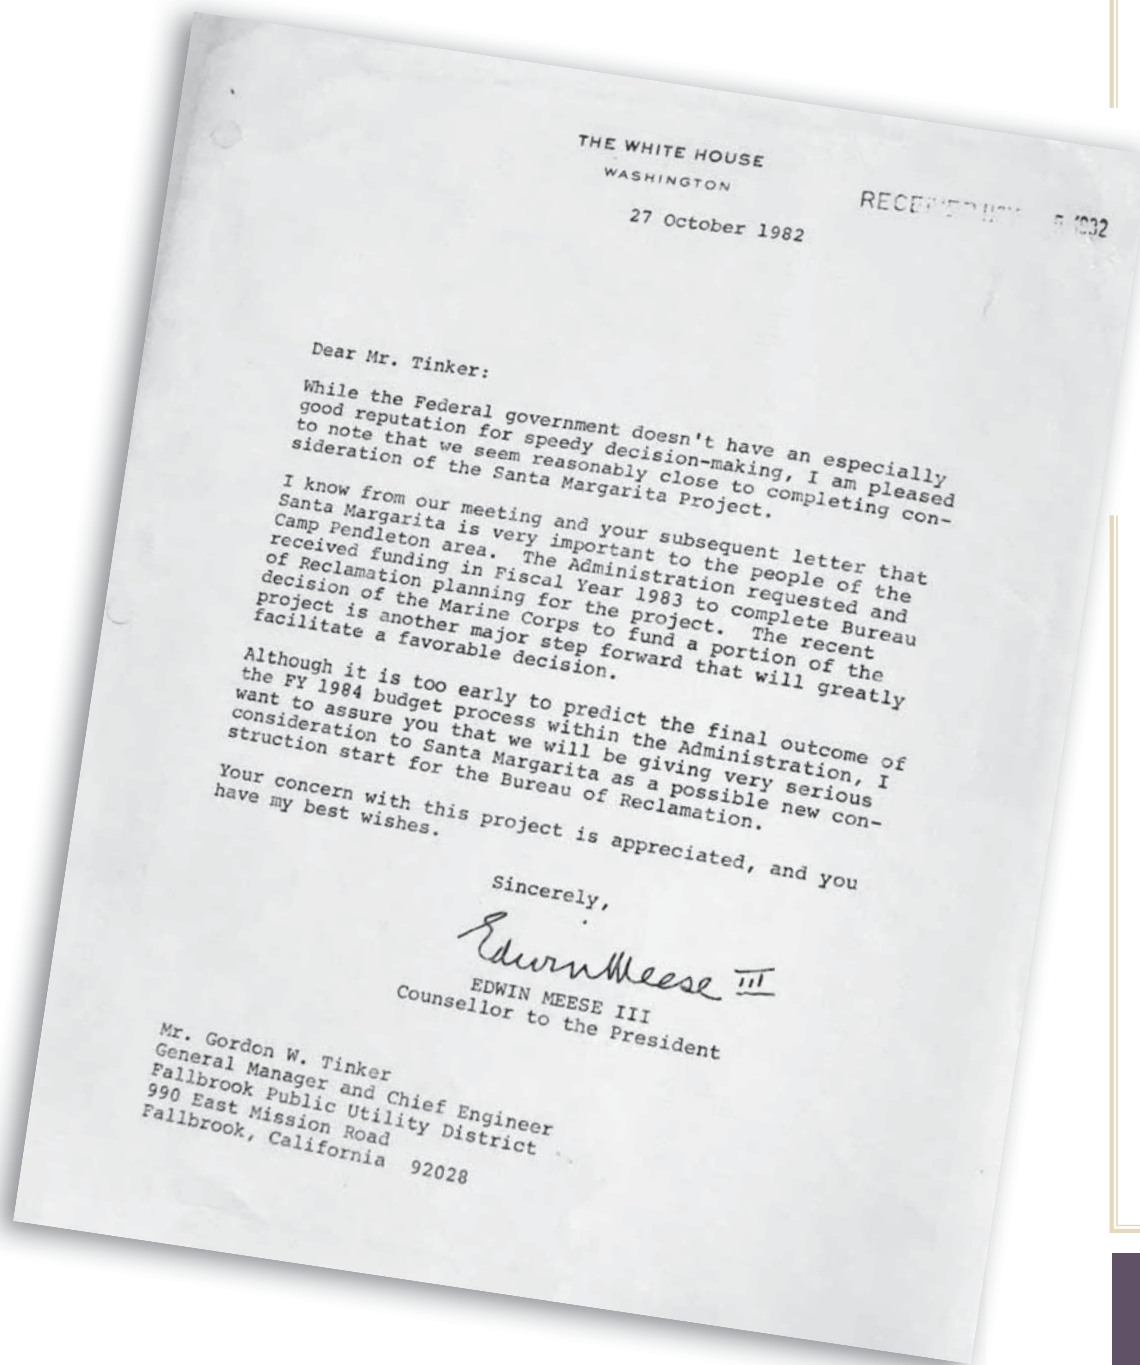 THE WHITE HOUSE
WASHINGTON
27 October 1982
Dear Mr. Tinker:
While the Federal government doesn't have an especially
good reputation for speedy decision-making, I am pleased
to note that we seem reasonably close to completing con-
sideration of the Santa Margarita Project.
I know from our meeting and your subsequent letter that
Santa Margarita is very important to the people of the
Camp Pendleton area. The Administration requested and
received funding in Fiscal Year 1983 to complete Bureau
of Reclamation planning for the project. The recent
decision of the Marine Corps to fund a portion of the
project is another major step forward that will greatly
facilitate a favorable decision.
Although it is too early to predict the final outcome of
the FY 1984 budget process within the Administration, I
want to assure you that we will be giving very serious
consideration to Santa Margarita as a possible new con-
struction start for the Bureau of Reclamation.
Your concern with this project is appreciated, and you
have my best wishes.
Sincerely,
Edwin Meese III
EDWIN MEESE III
Counsellor to the President
Mr. Gordon W. Tinker
General Manager and Chief Engineer
Fallbrook Public Utility District
990 East Mission Road
Fallbrook, California 92028